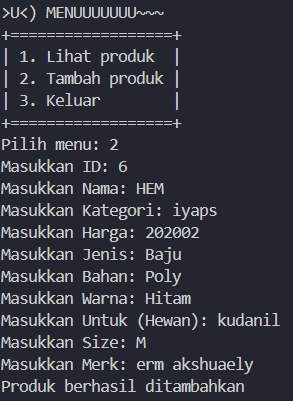 >U<) MENUUUUUUU~~~
+==================+
| 1. Lihat produk  |
| 2. Tambah produk |
| 3. Keluar        |
+==================+
Pilih menu: 2
Masukkan ID: 6
Masukkan Nama: HEM
Masukkan Kategori: iyaps
Masukkan Harga: 202002
Masukkan Jenis: Baju
Masukkan Bahan: Poly
Masukkan Warna: Hitam
Masukkan Untuk (Hewan): kudanil
Masukkan Size: M
Masukkan Merk: erm akshuaely
Produk berhasil ditambahkan